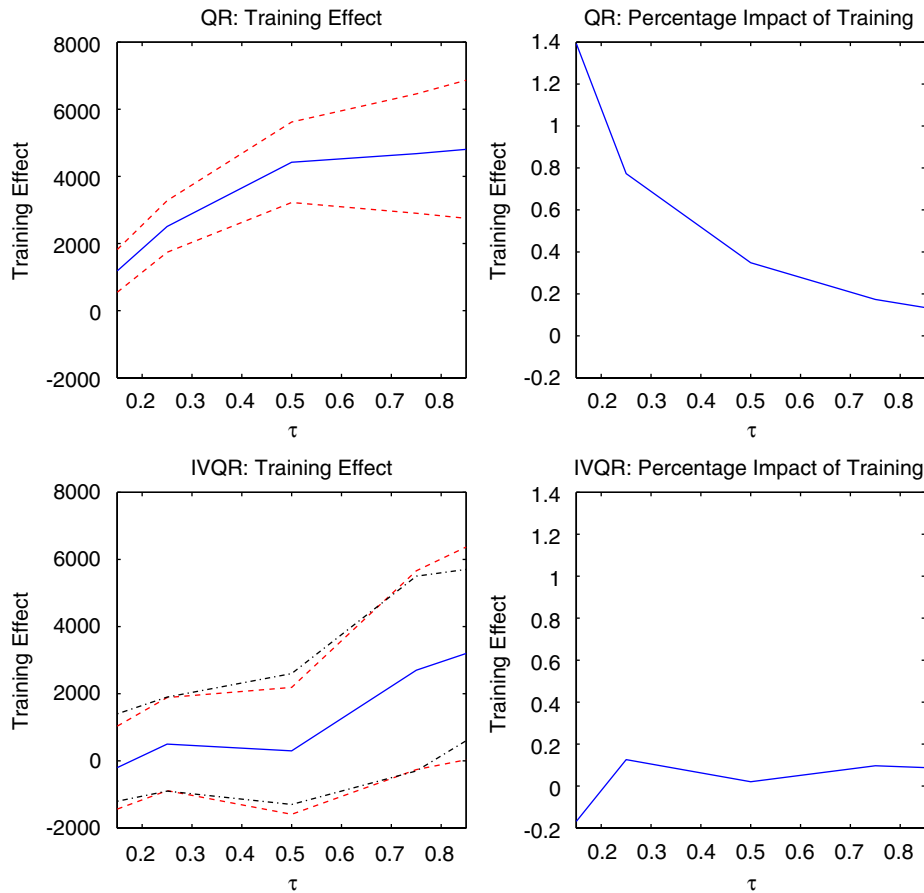 QR: Training Effect
8000
6000
4000
2000
0
-2000
Training Effect
0.2 0.3 0.4 0.5 0.6 0.7 0.8
τ
QR: Percentage Impact of Training
1.4
1.2
1
0.8
0.6
0.4
0.2
0
-0.2
Training Effect
0.2 0.3 0.4 0.5 0.6 0.7 0.8
τ
IVQR: Training Effect
8000
6000
4000
2000
0
-2000
Training Effect
0.2 0.3 0.4 0.5 0.6 0.7 0.8
τ
IVQR: Percentage Impact of Training
1.4
1.2
1
0.8
0.6
0.4
0.2
0
-0.2
Training Effect
0.2 0.3 0.4 0.5 0.6 0.7 0.8
τ